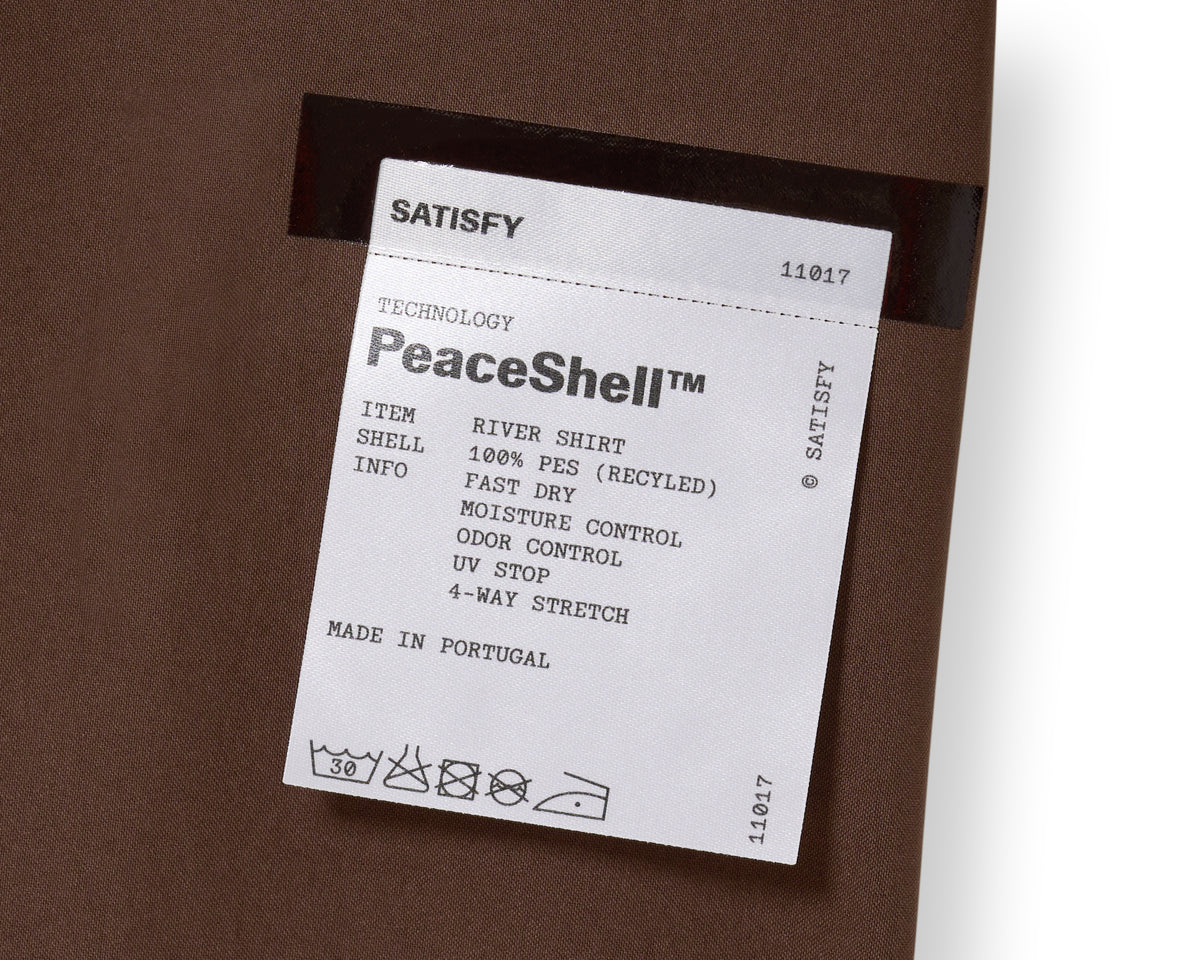 SATISFY
11017
TECHNOLOGY
PeaceShell™
ITEM RIVER SHIRT
SHELL 100% PES (RECYLED)
INFO FAST DRY
MOISTURE CONTROL
ODOR CONTROL
UV STOP
4-WAY STRETCH
© SATISFY
MADE IN PORTUGAL
30
11017